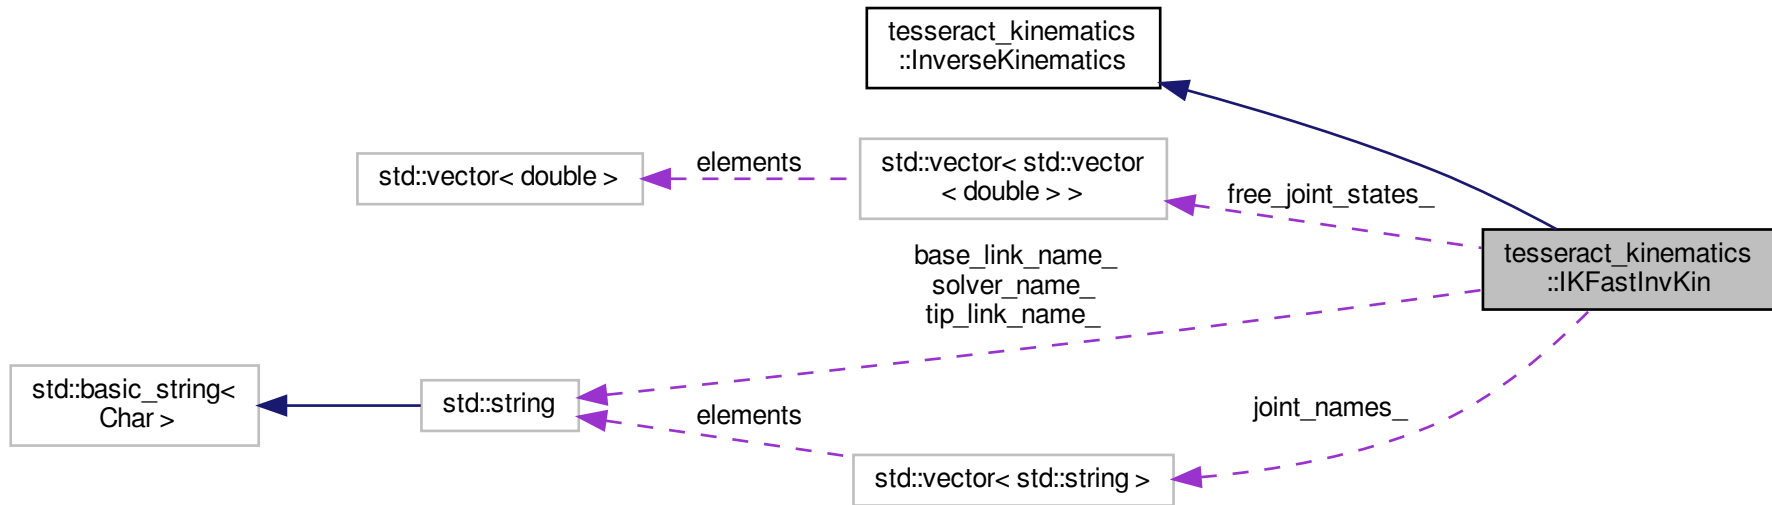 tesseract_kinematics
::InverseKinematics
std::vector< double >
elements
std::vector< std::vector
< double > >
free_joint_states_
tesseract_kinematics
::IKFastInvKin
base_link_name_
solver_name_
tip_link_name_
std::basic_string<
Char >
std::string
elements
joint_names_
std::vector< std::string >